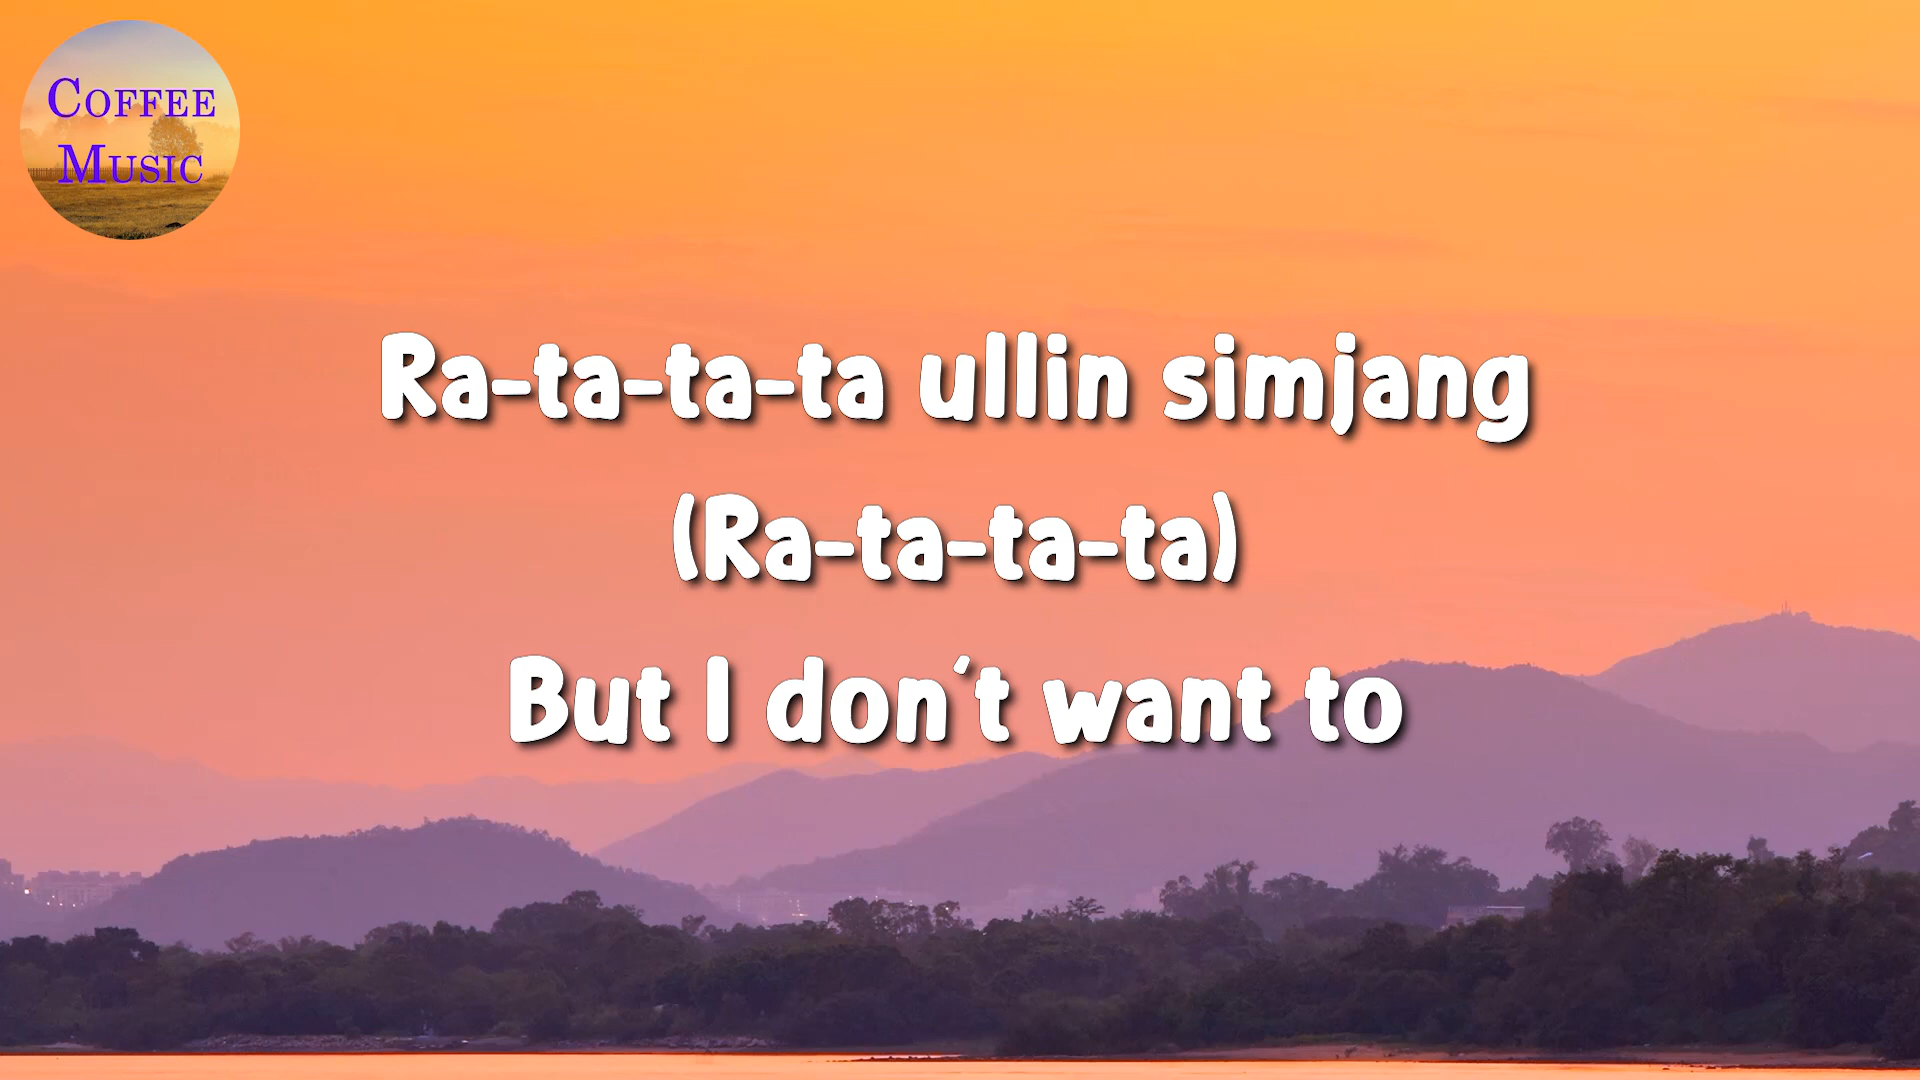 COFFEE
MUSIC
Ra-ta-ta-ta ullin simjang
(Ra-ta-ta-ta)
But I don't want to